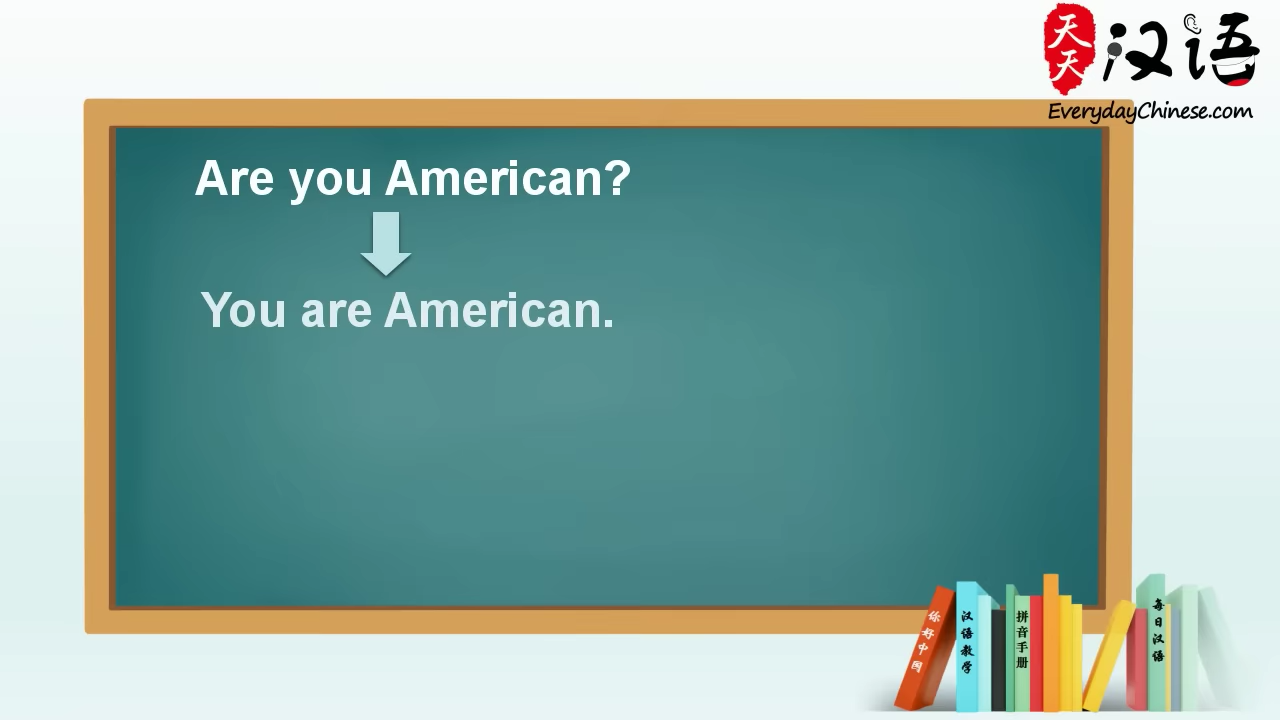 天天 汉语
EverydayChinese.com
Are you American?
You are American.
你好中国
汉语教学
拼音手册
每日汉语